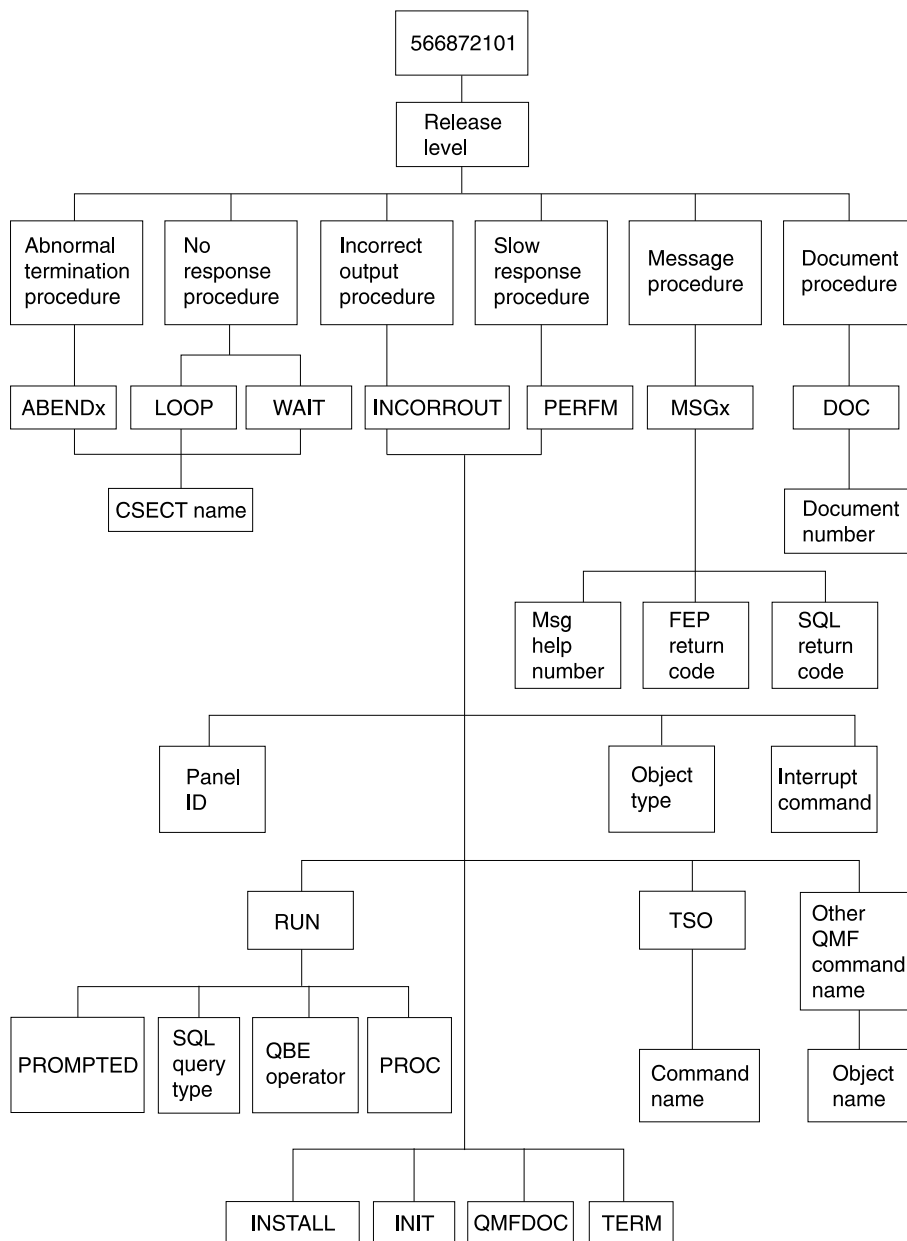 566872101
Release
level
Abnormal
termination
procedure
No
response
procedure
Incorrect
output
procedure
Slow
response
procedure
Message
procedure
Document
procedure
ABENDx
LOOP
WAIT
INCORROUT
PERFM
MSGx
DOC
CSECT name
Document
number
Msg
help
number
FEP
return
code
SQL
return
code
Panel
ID
Object
type
Interrupt
command
RUN
TSO
Other
QMF
command
name
PROMPTED
SQL
query
type
QBE
operator
PROC
Command
name
Object
name
INSTALL
INIT
QMFDOC
TERM